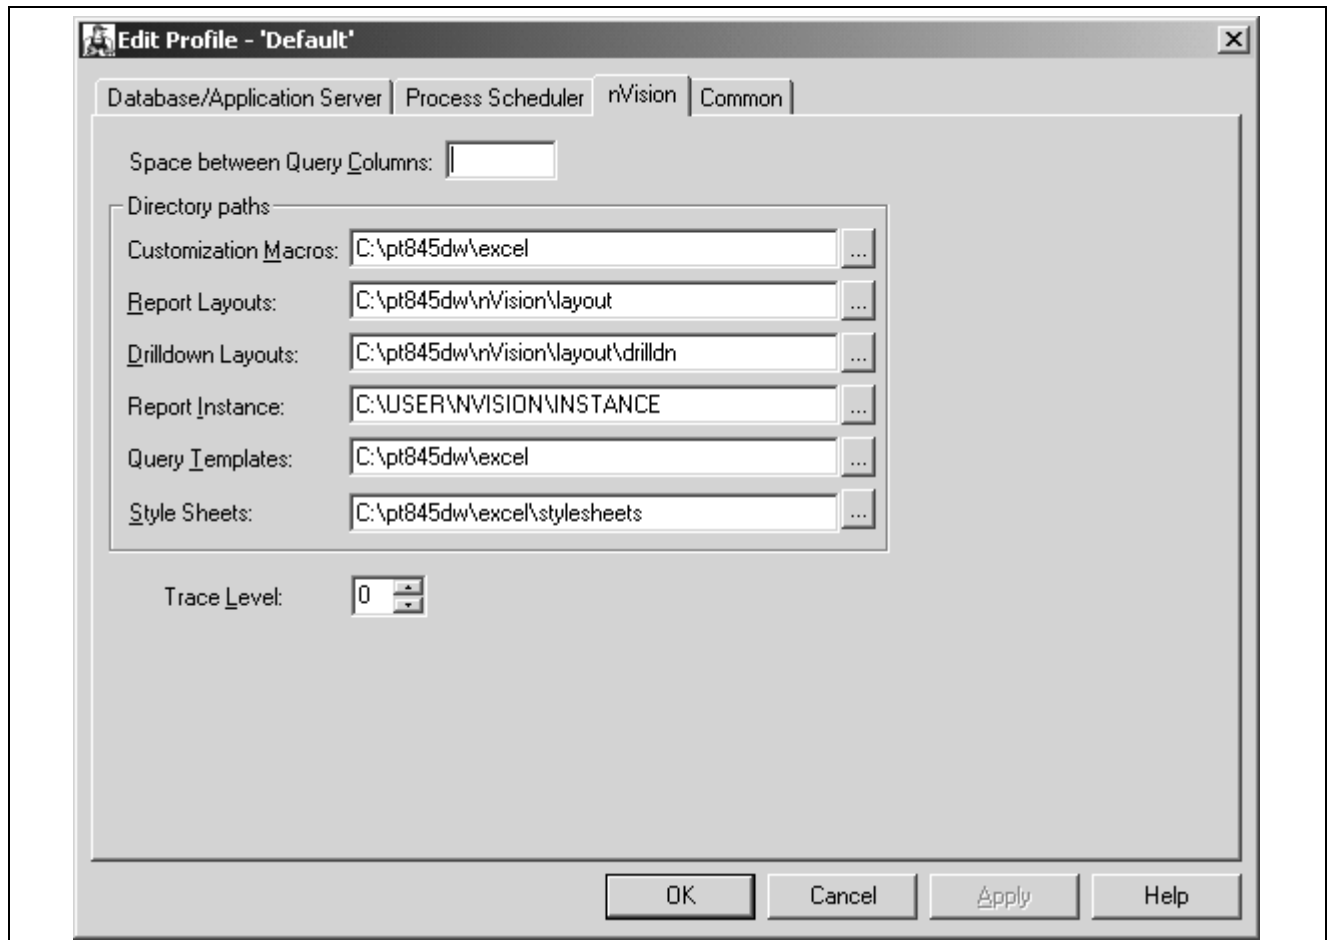 Edit Profile - 'Default'
Database/Application Server Process Scheduler nVision Common
Space between Query Columns:
Directory paths
Customization Macros: C:\pt845dw\excel ...
Report Layouts: C:\pt845dw\nVision\layout ...
Drilldown Layouts: C:\pt845dw\nVision\layout\drilldn ...
Report Instance: C:\USER\NVISION\INSTANCE ...
Query Templates: C:\pt845dw\excel ...
Style Sheets: C:\pt845dw\excel\stylesheets ...
Trace Level: 0
OK Cancel Apply Help